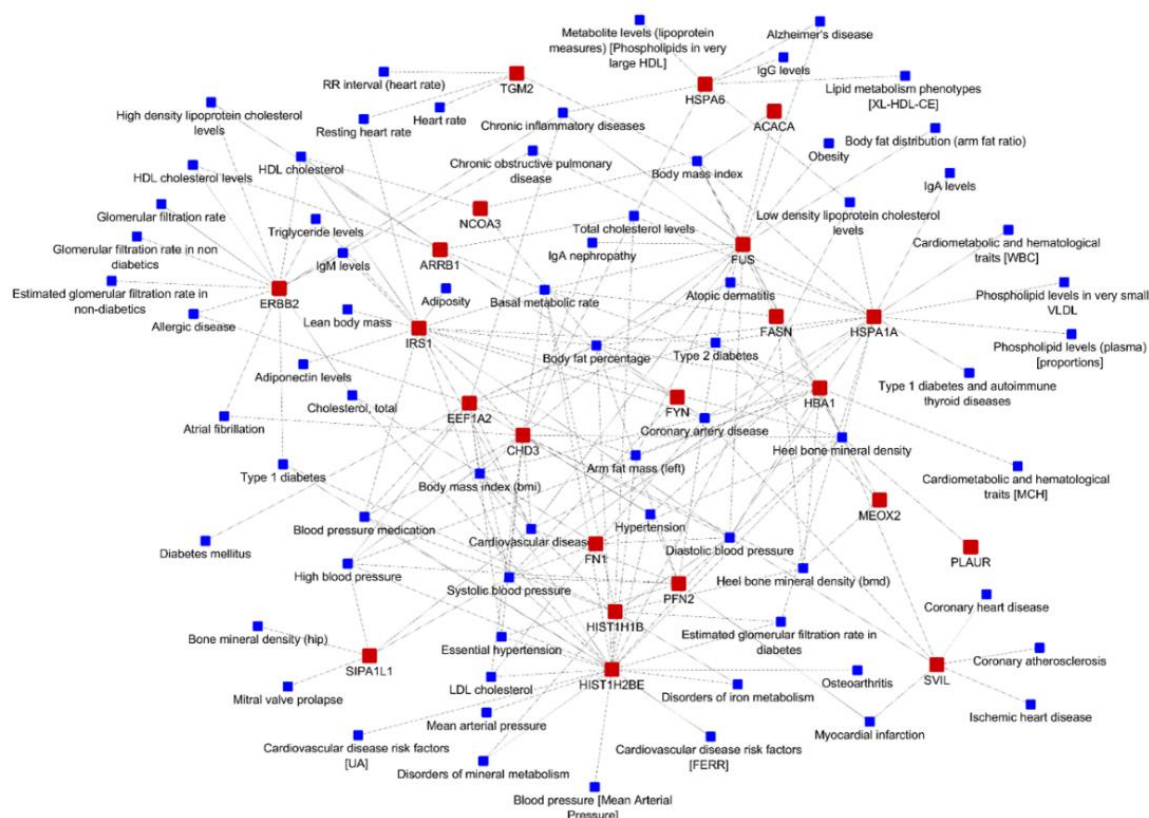 Metabolite levels (lipoprotein
measures) [Phospholipids in very
large HDL]
Alzheimer's disease
IgG levels
RR interval (heart rate)
TGM2
HSPA6
Lipid metabolism phenotypes
[XL-HDL-CE]
High density lipoprotein cholesterol
levels
Resting heart rate
Heart rate
Chronic inflammatory diseases
ACACA
Body fat distribution (arm fat ratio)
Obesity
HDL cholesterol
Chronic obstructive pulmonary
disease
Body mass index
HDL cholesterol levels
IgA levels
Glomerular filtration rate
NCOA3
Low density lipoprotein cholesterol
levels
Triglyceride levels
Total cholesterol levels
Glomerular filtration rate in non
diabetics
IgM levels
ARRB1
IgA nephropathy
FUS
Cardiometabolic and hematological
traits [WBC]
Estimated glomerular filtration rate in
non-diabetics
ERBB2
Adiposity
Basal metabolic rate
Atopic dermatitis
Phospholipid levels in very small
VLDL
Allergic disease
Lean body mass
IRS1
FASN
HSPA1A
Body fat percentage
Type 2 diabetes
Phospholipid levels (plasma)
[proportions]
Adiponectin levels
Type 1 diabetes and autoimmune
thyroid diseases
Cholesterol, total
EEF1A2
FYN
HBA1
Atrial fibrillation
CHD3
Coronary artery disease
Heel bone mineral density
Type 1 diabetes
Body mass index (bmi)
Arm fat mass (left)
Cardiometabolic and hematological
traits [MCH]
MEOX2
Blood pressure medication
Cardiovascular disease
Hypertension
Diabetes mellitus
FN1
Diastolic blood pressure
PLAUR
High blood pressure
Systolic blood pressure
PFN2
Heel bone mineral density (bmd)
Coronary heart disease
Bone mineral density (hip)
HIST1H1B
Estimated glomerular filtration rate in
diabetes
Essential hypertension
SIPA1L1
Coronary atherosclerosis
Mitral valve prolapse
LDL cholesterol
HIST1H2BE
Disorders of iron metabolism
Osteoarthritis
SVIL
Ischemic heart disease
Mean arterial pressure
Myocardial infarction
Cardiovascular disease risk factors
[UA]
Disorders of mineral metabolism
Cardiovascular disease risk factors
[FERR]
Blood pressure [Mean Arterial
Pressure]